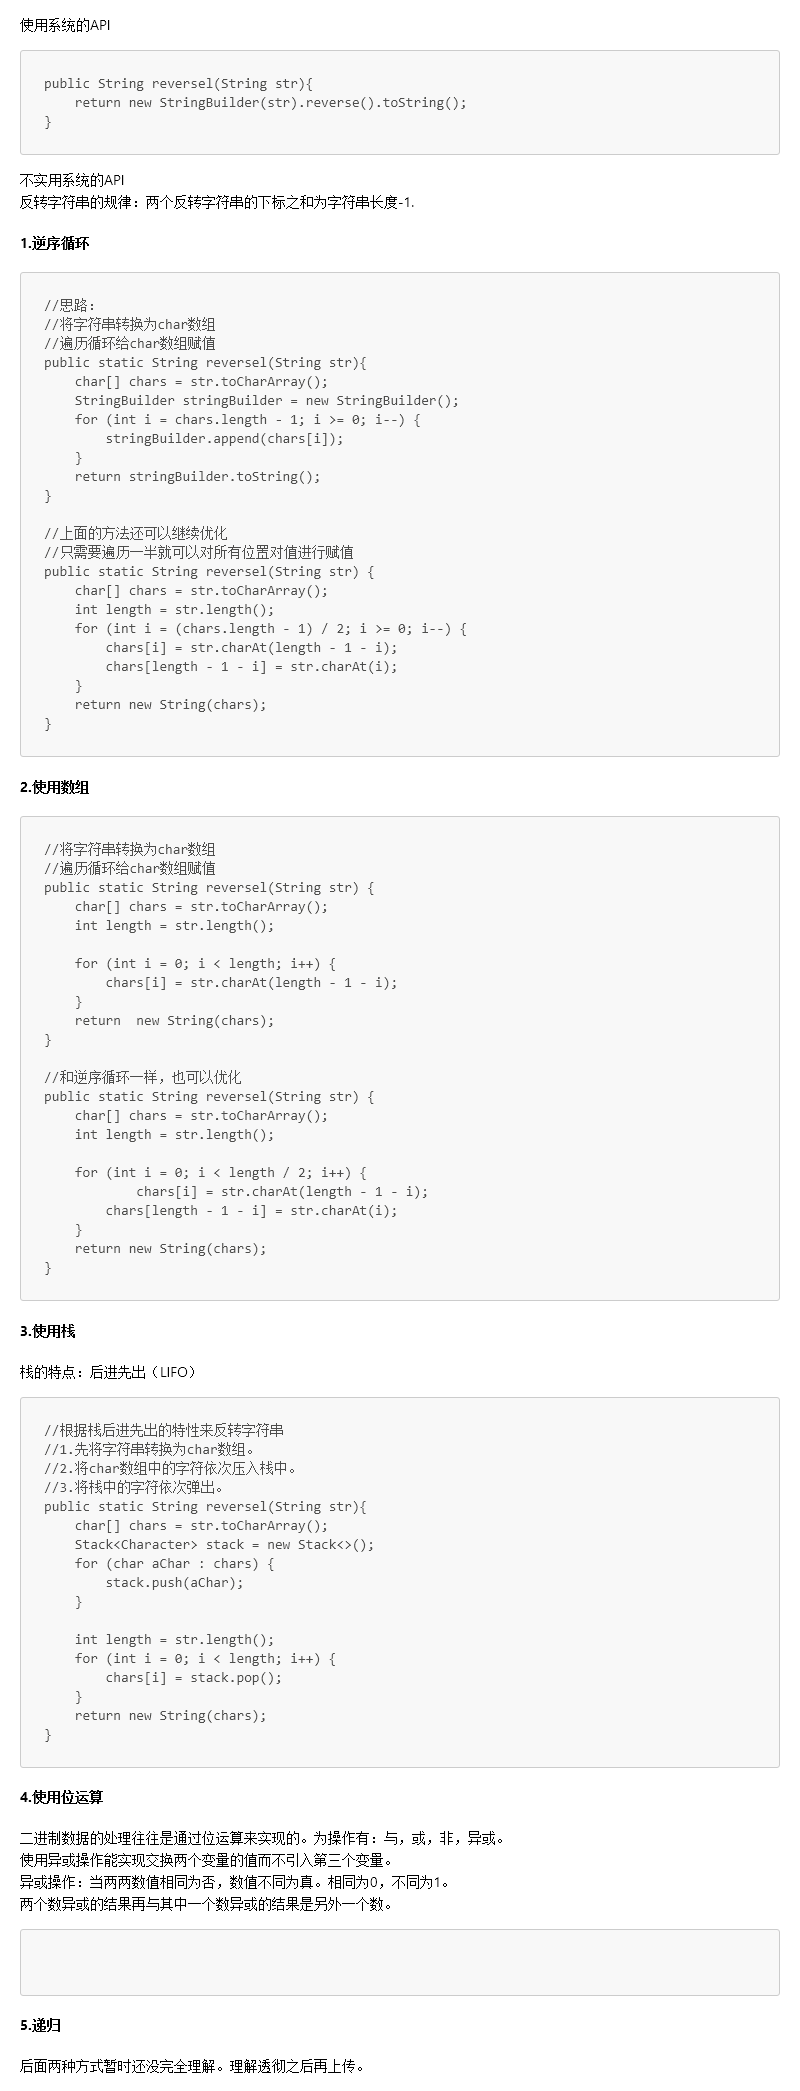 使用系统的API
public String reversel(String str){
    return new StringBuilder(str).reverse().toString();
}
不实用系统的API
反转字符串的规律：两个反转字符串的下标之和为字符串长度-1.
1.逆序循环
//思路：
//将字符串转换为char数组
//遍历循环给char数组赋值
public static String reversel(String str){
    char[] chars = str.toCharArray();
    StringBuilder stringBuilder = new StringBuilder();
    for (int i = chars.length - 1; i >= 0; i--) {
        stringBuilder.append(chars[i]);
    }
    return stringBuilder.toString();
}
//上面的方法还可以继续优化
//只需要遍历一半就可以对所有位置对值进行赋值
public static String reversel(String str) {
    char[] chars = str.toCharArray();
    int length = str.length();
    for (int i = (chars.length - 1) / 2; i >= 0; i--) {
        chars[i] = str.charAt(length - 1 - i);
        chars[length - 1 - i] = str.charAt(i);
    }
    return new String(chars);
}
2.使用数组
//将字符串转换为char数组
//遍历循环给char数组赋值
public static String reversel(String str) {
    char[] chars = str.toCharArray();
    int length = str.length();
    for (int i = 0; i < length; i++) {
        chars[i] = str.charAt(length - 1 - i);
    }
    return  new String(chars);
}
//和逆序循环一样，也可以优化
public static String reversel(String str) {
    char[] chars = str.toCharArray();
    int length = str.length();
    for (int i = 0; i < length / 2; i++) {
            chars[i] = str.charAt(length - 1 - i);
        chars[length - 1 - i] = str.charAt(i);
    }
    return new String(chars);
}
3.使用栈
栈的特点：后进先出（LIFO）
//根据栈后进先出的特性来反转字符串
//1.先将字符串转换为char数组。
//2.将char数组中的字符依次压入栈中。
//3.将栈中的字符依次弹出。
public static String reversel(String str){
    char[] chars = str.toCharArray();
    Stack<Character> stack = new Stack<>();
    for (char aChar : chars) {
        stack.push(aChar);
    }
    int length = str.length();
    for (int i = 0; i < length; i++) {
        chars[i] = stack.pop();
    }
    return new String(chars);
}
4.使用位运算
二进制数据的处理往往是通过位运算来实现的。为操作有：与，或，非，异或。
使用异或操作能实现交换两个变量的值而不引入第三个变量。
异或操作：当两两数值相同为否，数值不同为真。相同为0，不同为1。
两个数异或的结果再与其中一个数异或的结果是另外一个数。
5.递归
后面两种方式暂时还没完全理解。理解透彻之后再上传。